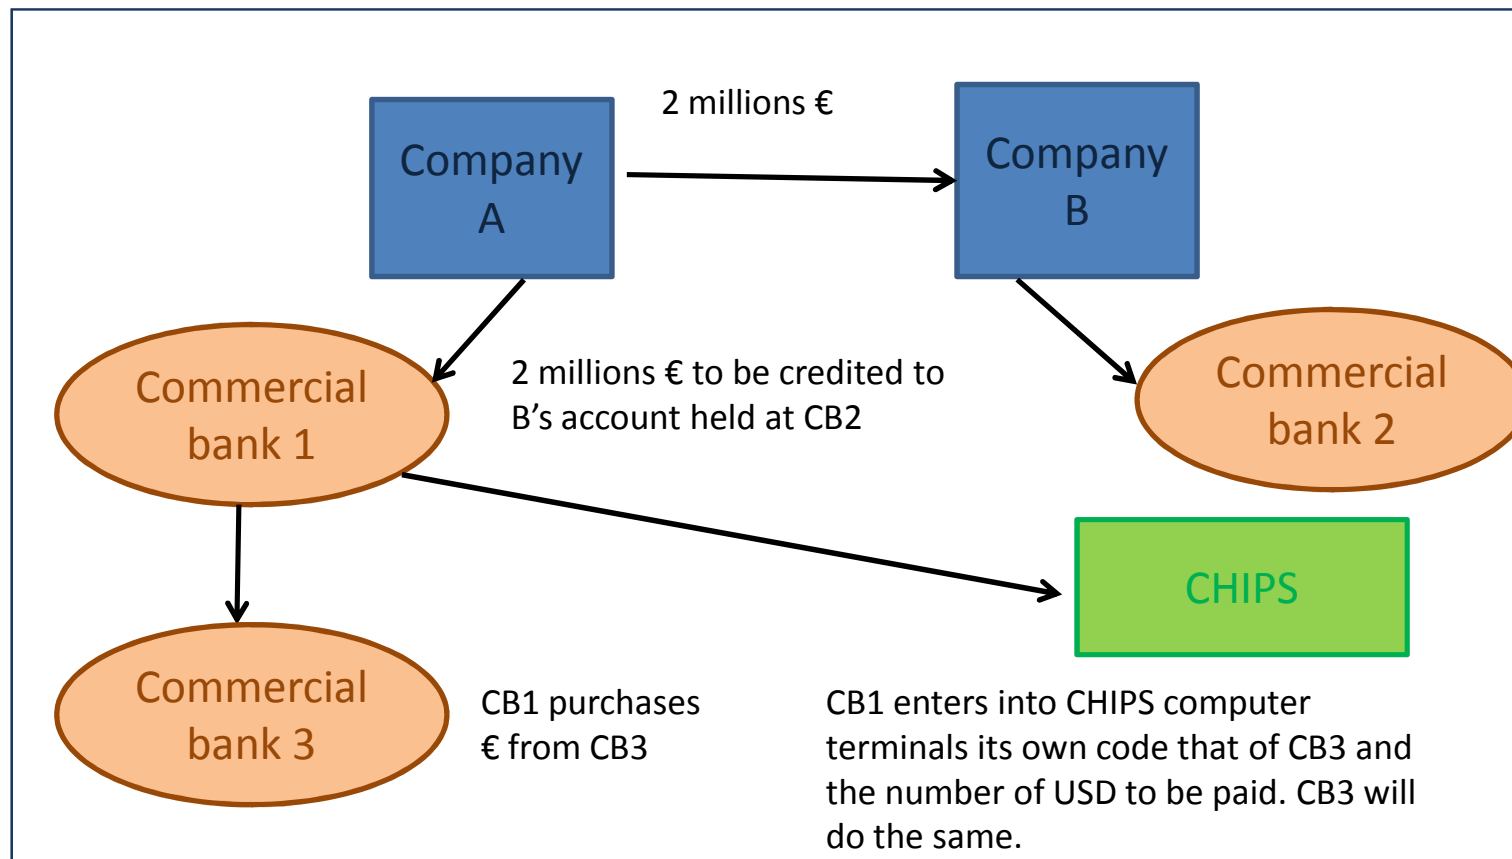 2 millions €
Company
A
Company
B
Commercial
bank 1
2 millions € to be credited to
B’s account held at CB2
Commercial
bank 2
CHIPS
Commercial
bank 3
CB1 purchases
€ from CB3
CB1 enters into CHIPS computer
terminals its own code that of CB3 and
the number of USD to be paid. CB3 will
do the same.